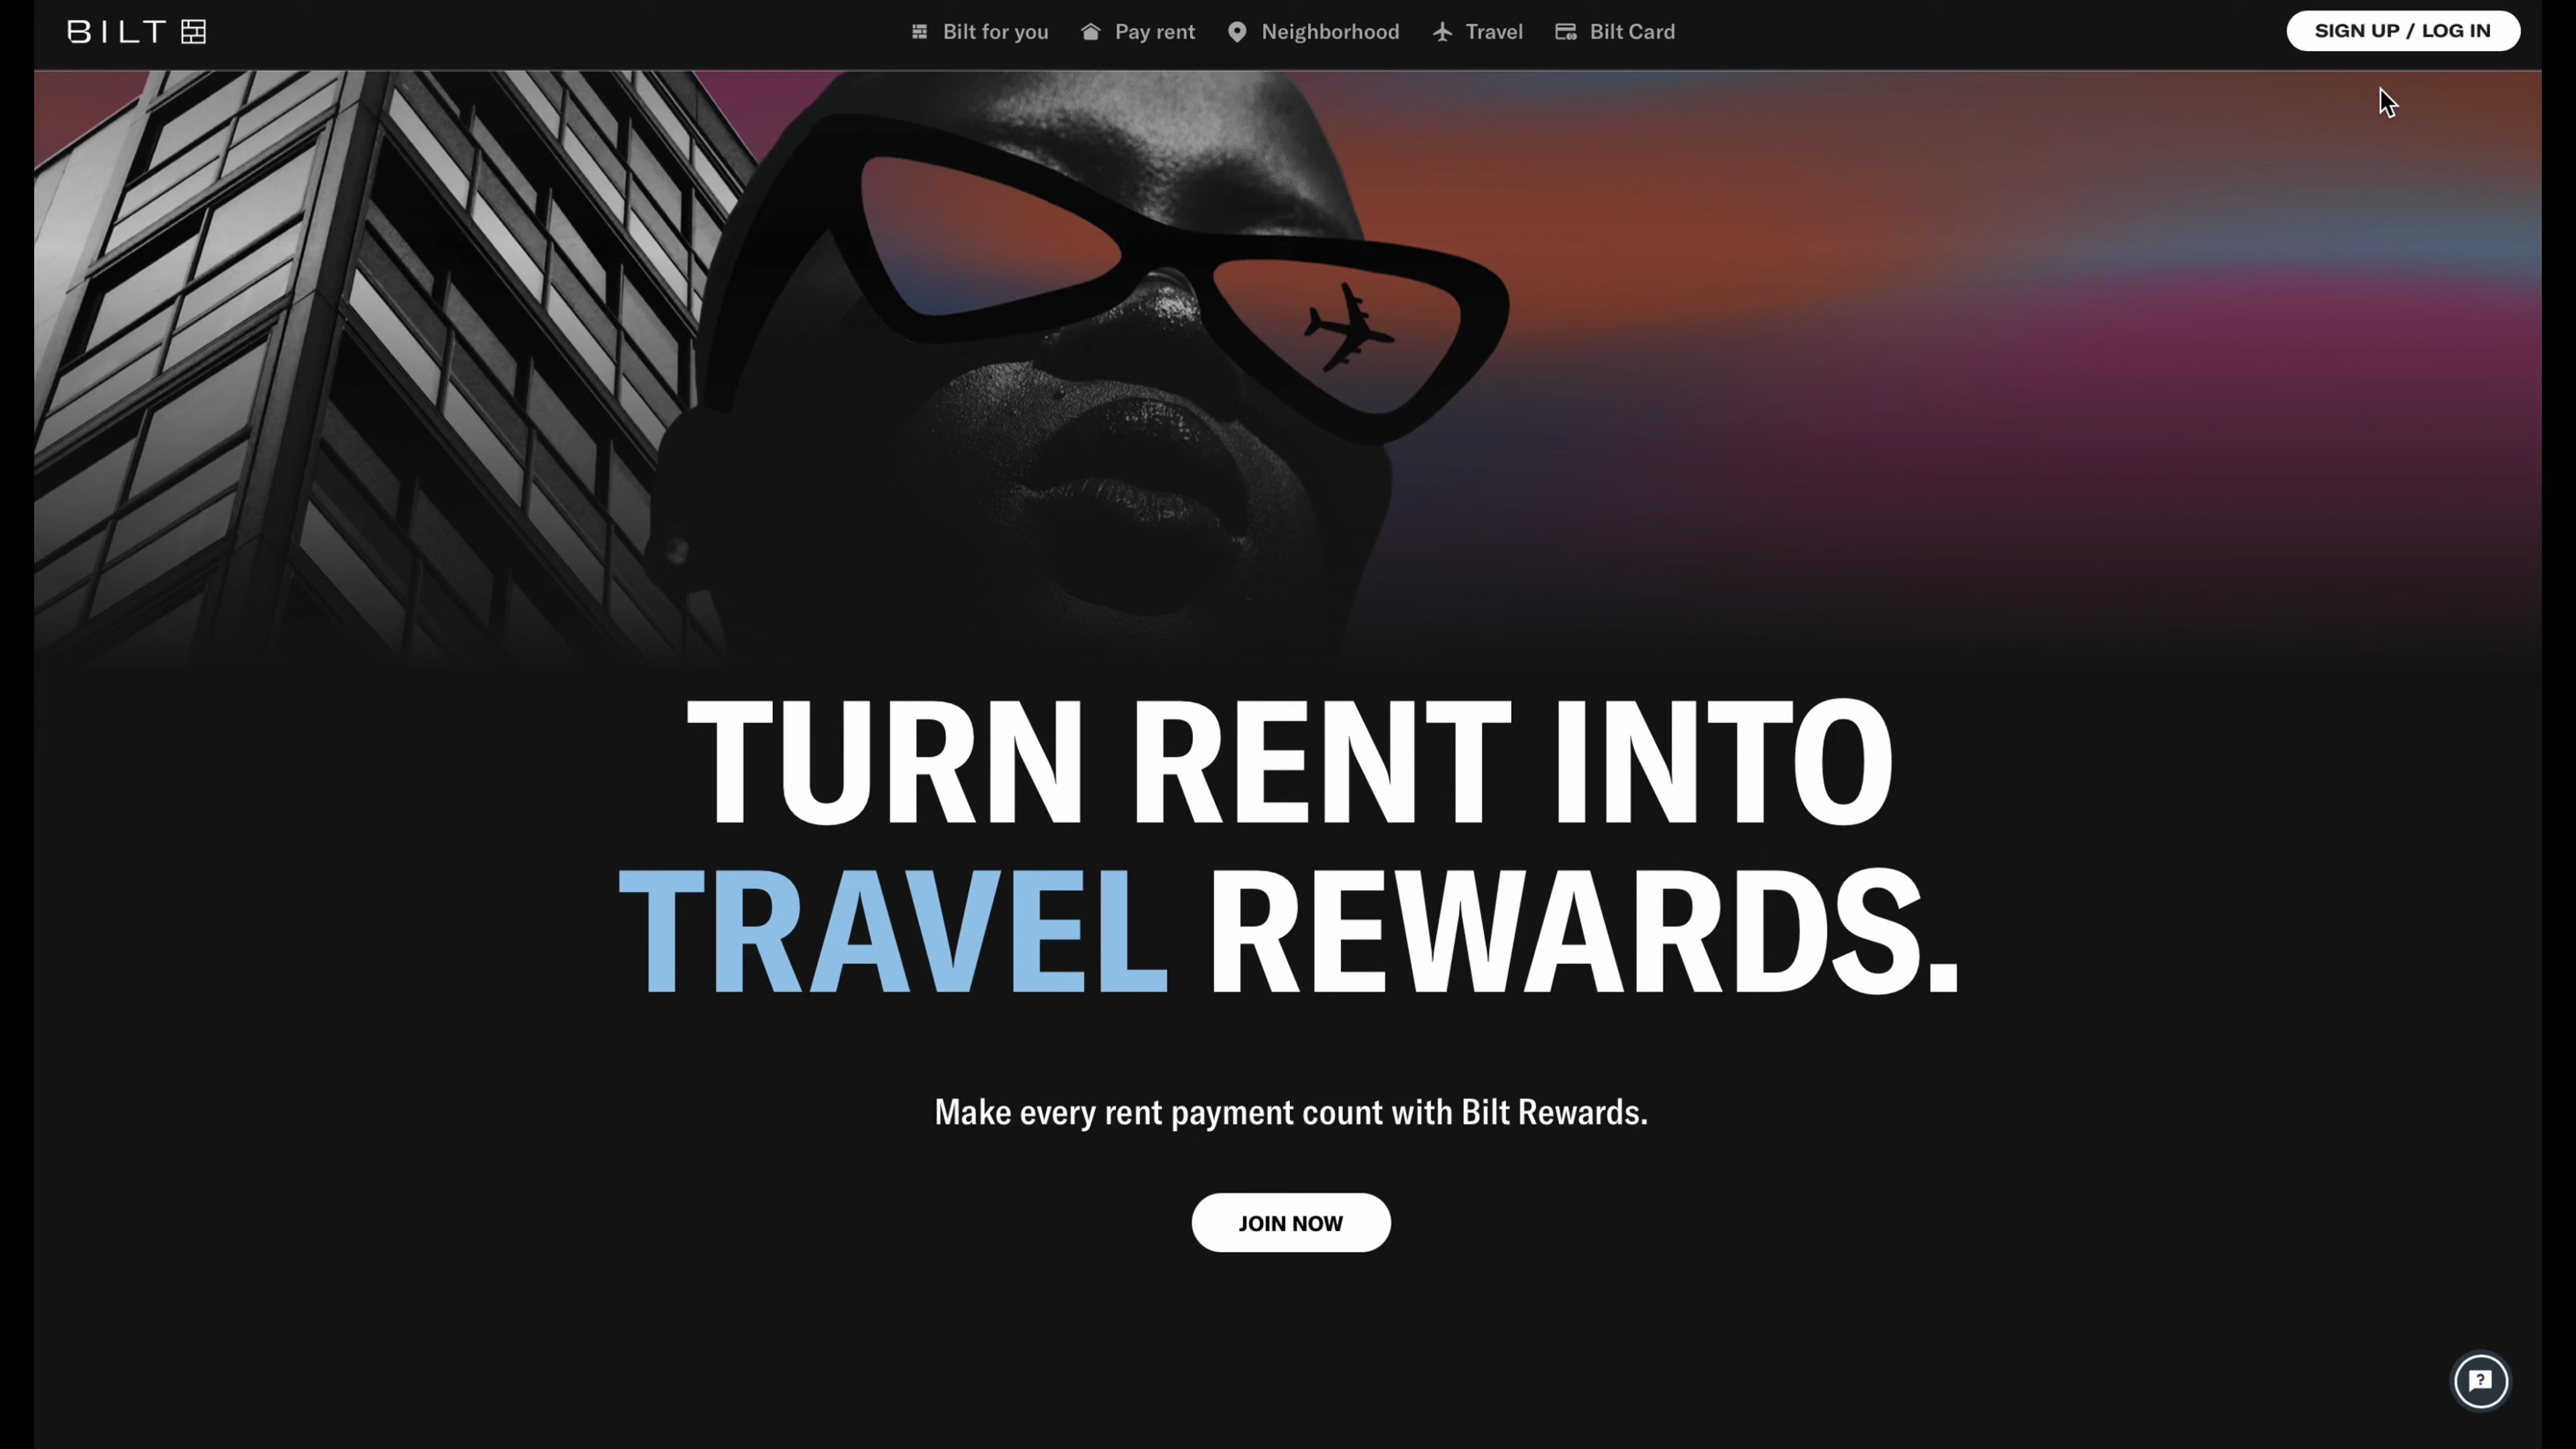 BILT
Bilt for you
Pay rent
Neighborhood
Travel
Bilt Card
SIGN UP / LOG IN
TURN RENT INTO
TRAVEL REWARDS.
Make every rent payment count with Bilt Rewards.
JOIN NOW
?